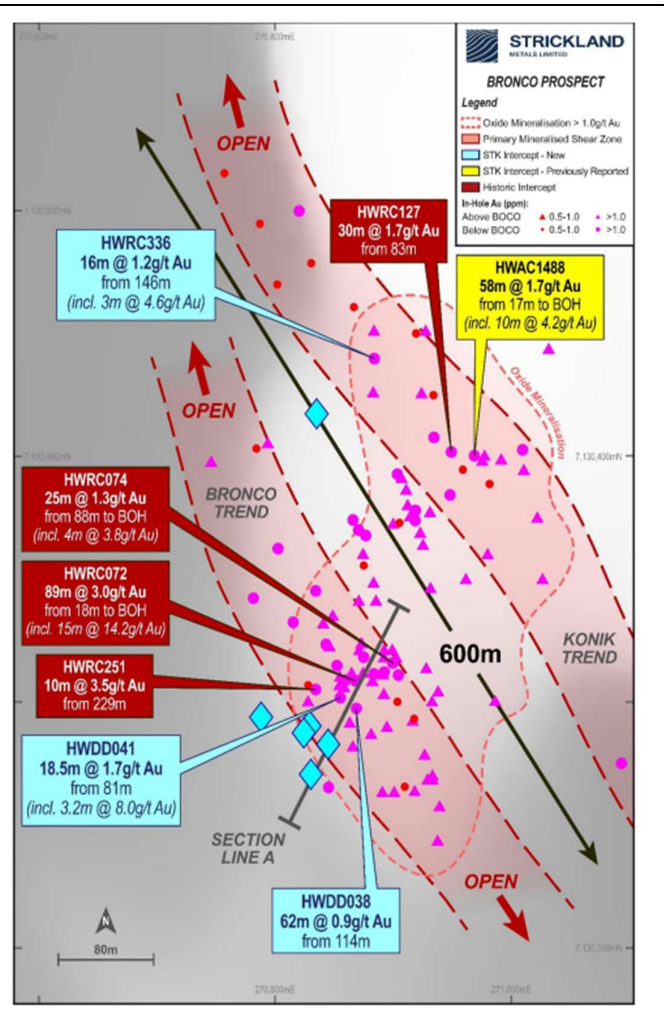 270,800mE
STRICKLAND
METALS LIMITED
BRONCO PROSPECT
Legend
Oxide Mineralisation > 1.0g/t Au
Primary Mineralised Shear Zone
STK Intercept - New
STK Intercept - Previously Reported
Historic Intercept
In-Hole Au (ppm):
Above BOCO 0.5-1.0 >1.0
Below BOCO 0.5-1.0 >1.0
OPEN
HWRC127
30m @ 1.7g/t Au
from 83m
HWRC336
16m @ 1.2g/t Au
from 146m
(incl. 3m @ 4.6g/t Au)
HWAC1488
58m @ 1.7g/t Au
from 17m to BOH
(incl. 10m @ 4.2g/t Au)
Oxide Mineralisation
OPEN
7,130,400mN
7,130,400mN
HWRC074
25m @ 1.3g/t Au
from 88m to BOH
(incl. 4m @ 3.8g/t Au)
BRONCO
TREND
HWRC072
89m @ 3.0g/t Au
from 18m to BOH
(incl. 15m @ 14.2g/t Au)
600m
KONIK
TREND
HWRC251
10m @ 3.5g/t Au
from 229m
HWDD041
18.5m @ 1.7g/t Au
from 81m
(incl. 3.2m @ 8.0g/t Au)
SECTION
LINE A
OPEN
HWDD038
62m @ 0.9g/t Au
from 114m
N
80m
7,130,000mN
270,800mE
271,000mE